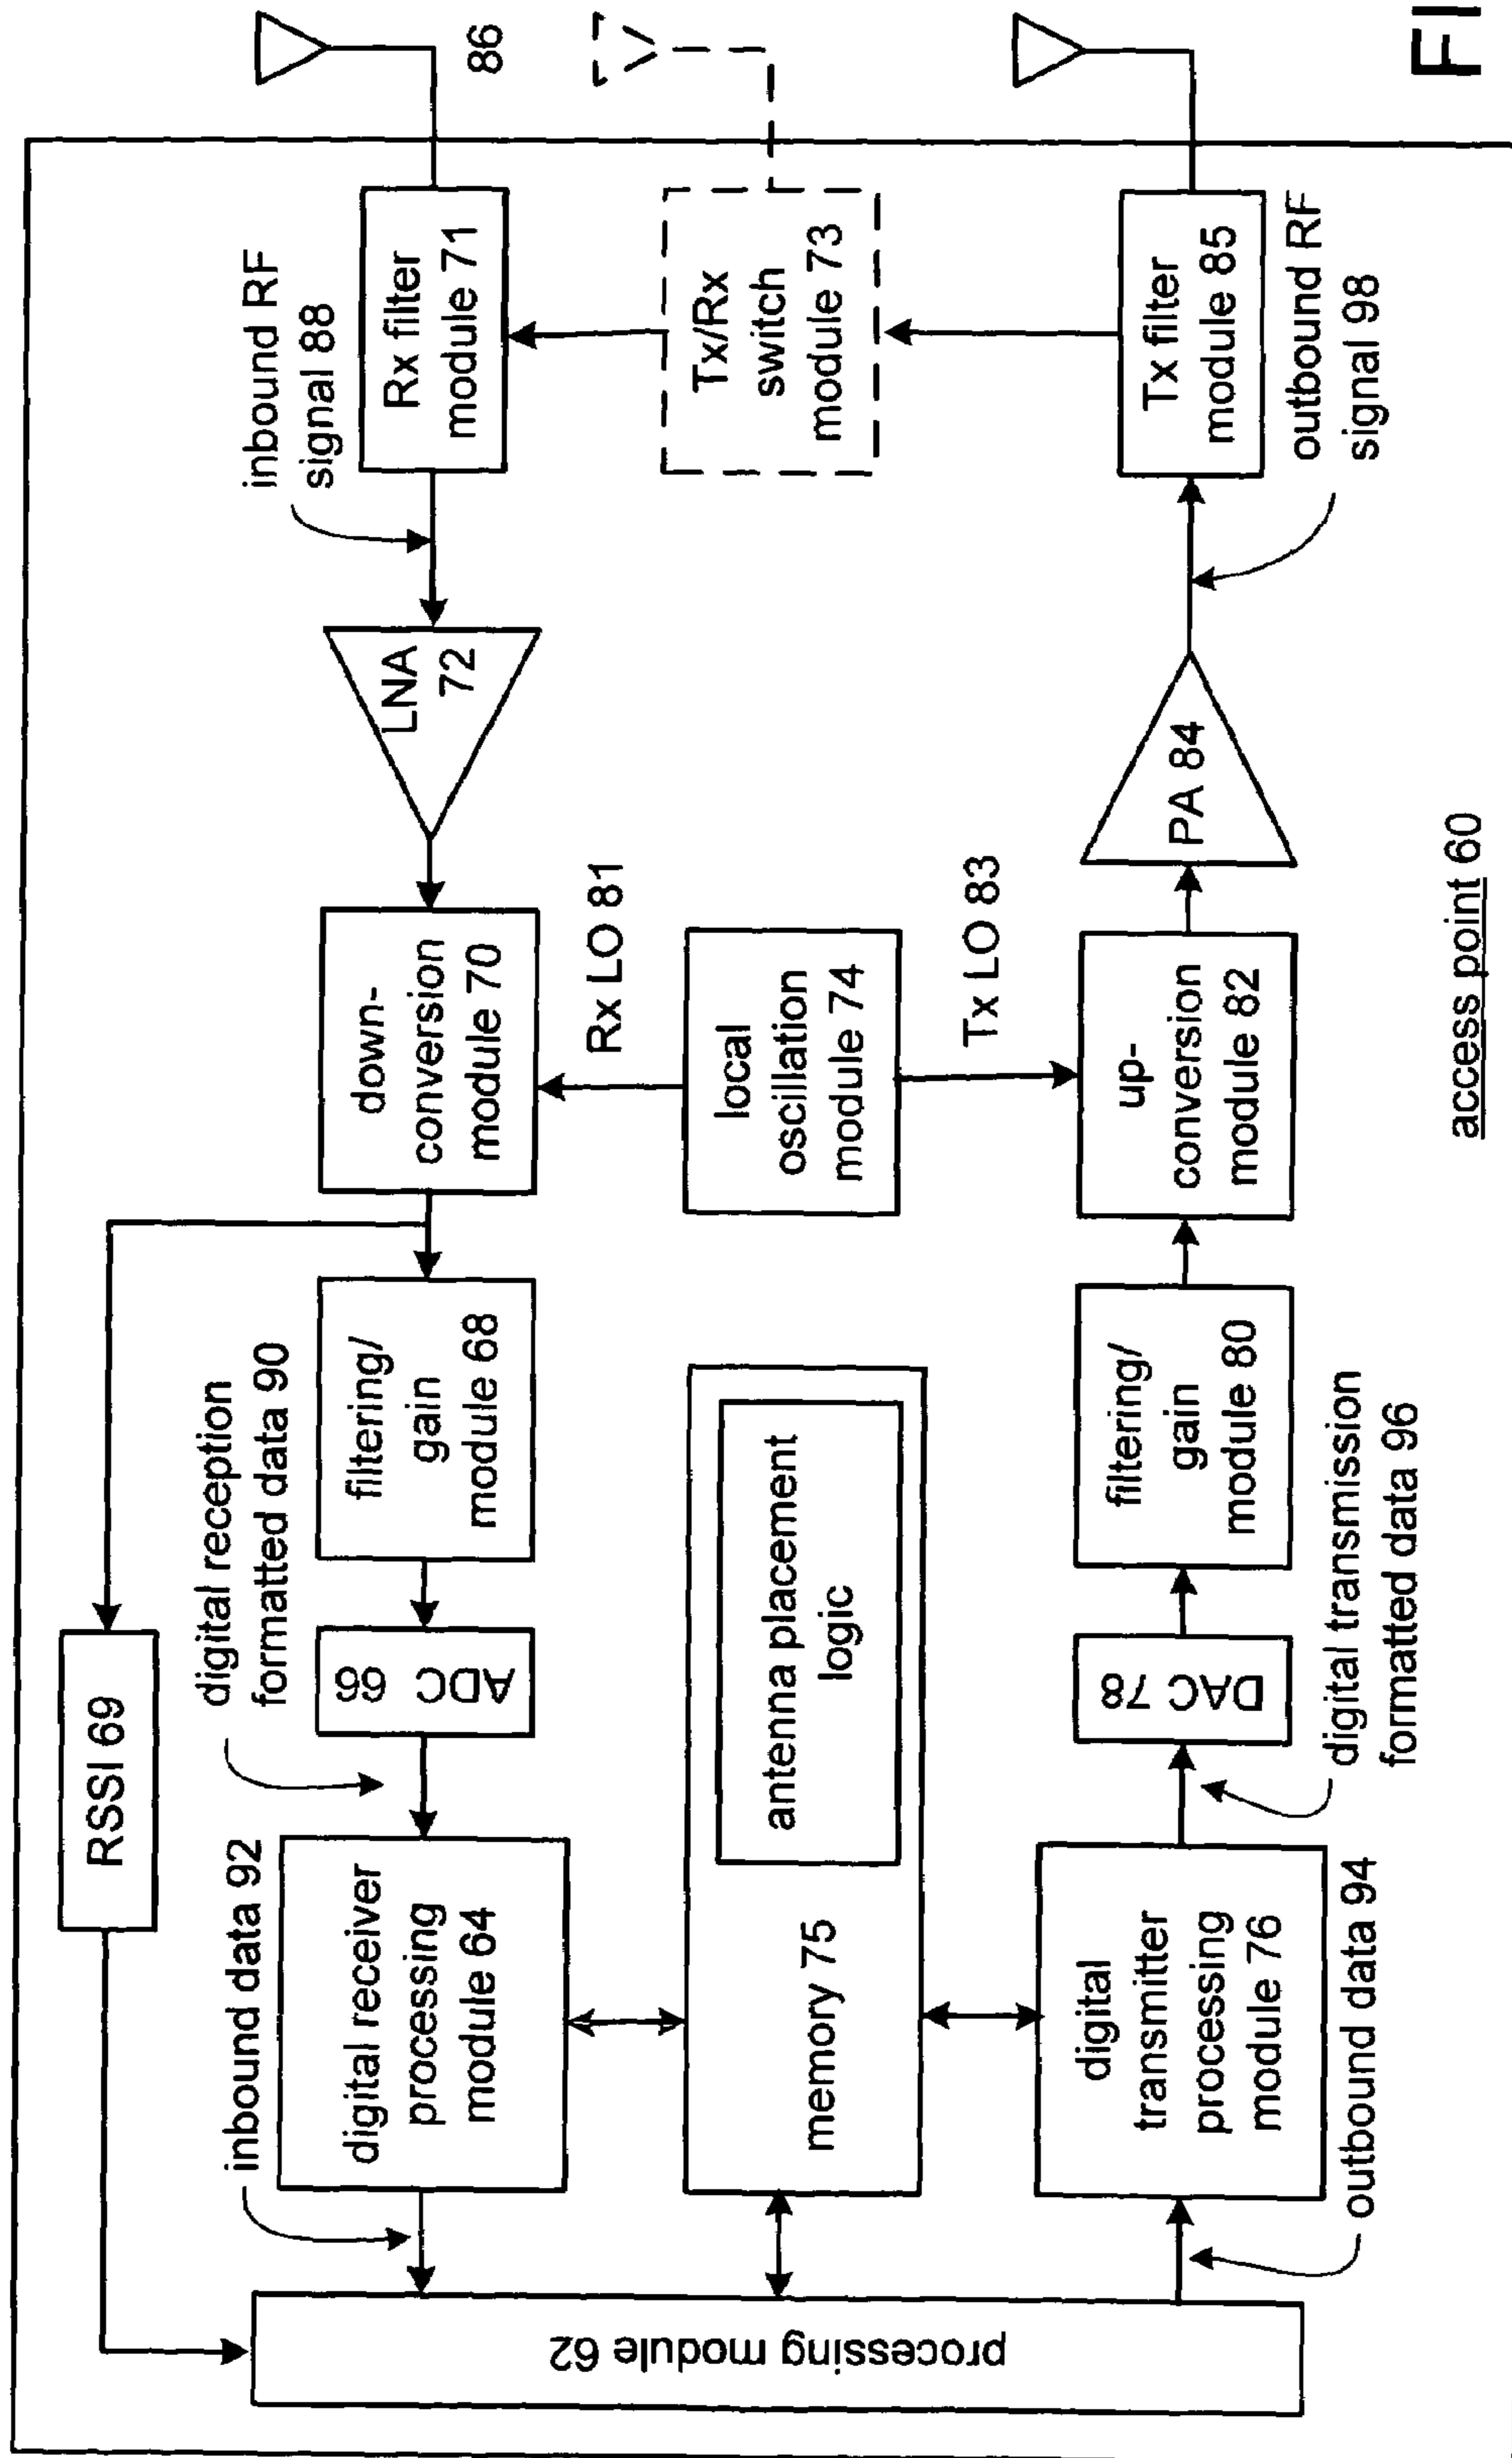 RSSI 69
inbound data 92
digital reception
formatted data 90
inbound RF
signal 88
86
processing module 62
digital receiver
processing
module 64
ADC 66
filtering/
gain
module 68
down-
conversion
module 70
LNA
72
Rx filter
module 71
Rx LO 81
memory 75
antenna placement
logic
local
oscillation
module 74
Tx/Rx
switch
module 73
Tx LO 83
digital
transmitter
processing
module 76
DAC 78
filtering/
gain
module 80
up-
conversion
module 82
PA 84
Tx filter
module 85
outbound data 94
digital transmission
formatted data 96
outbound RF
signal 98
access point 60
FI